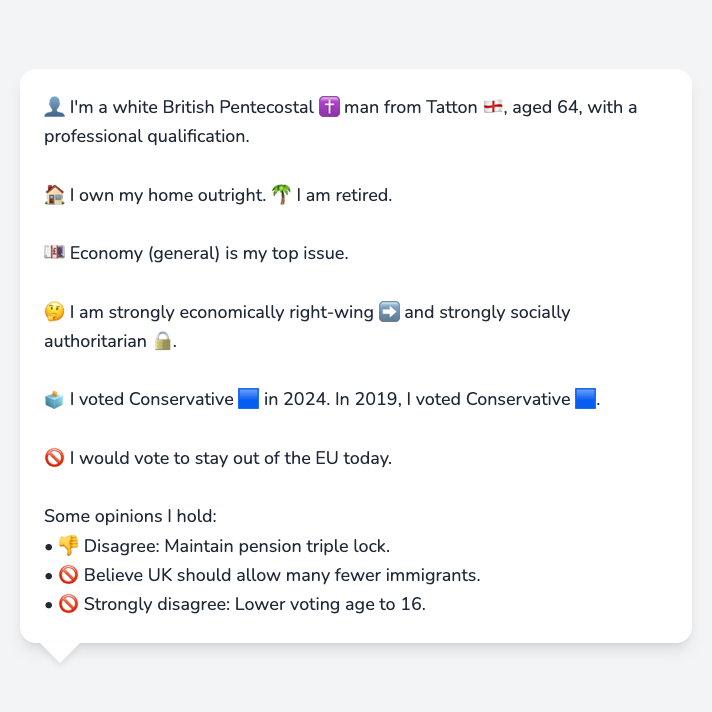 👤 I'm a white British Pentecostal ✝️ man from Tatton 🏴󠁧󠁢󠁥󠁮󠁧󠁿, aged 64, with a
professional qualification.
🏠 I own my home outright. 🌴 I am retired.
💷 Economy (general) is my top issue.
🤔 I am strongly economically right-wing ➡️ and strongly socially
authoritarian 🔒.
🗳️ I voted Conservative 🟦 in 2024. In 2019, I voted Conservative 🟦.
🚫 I would vote to stay out of the EU today.
Some opinions I hold:
• 👎 Disagree: Maintain pension triple lock.
• 🚫 Believe UK should allow many fewer immigrants.
• 🚫 Strongly disagree: Lower voting age to 16.